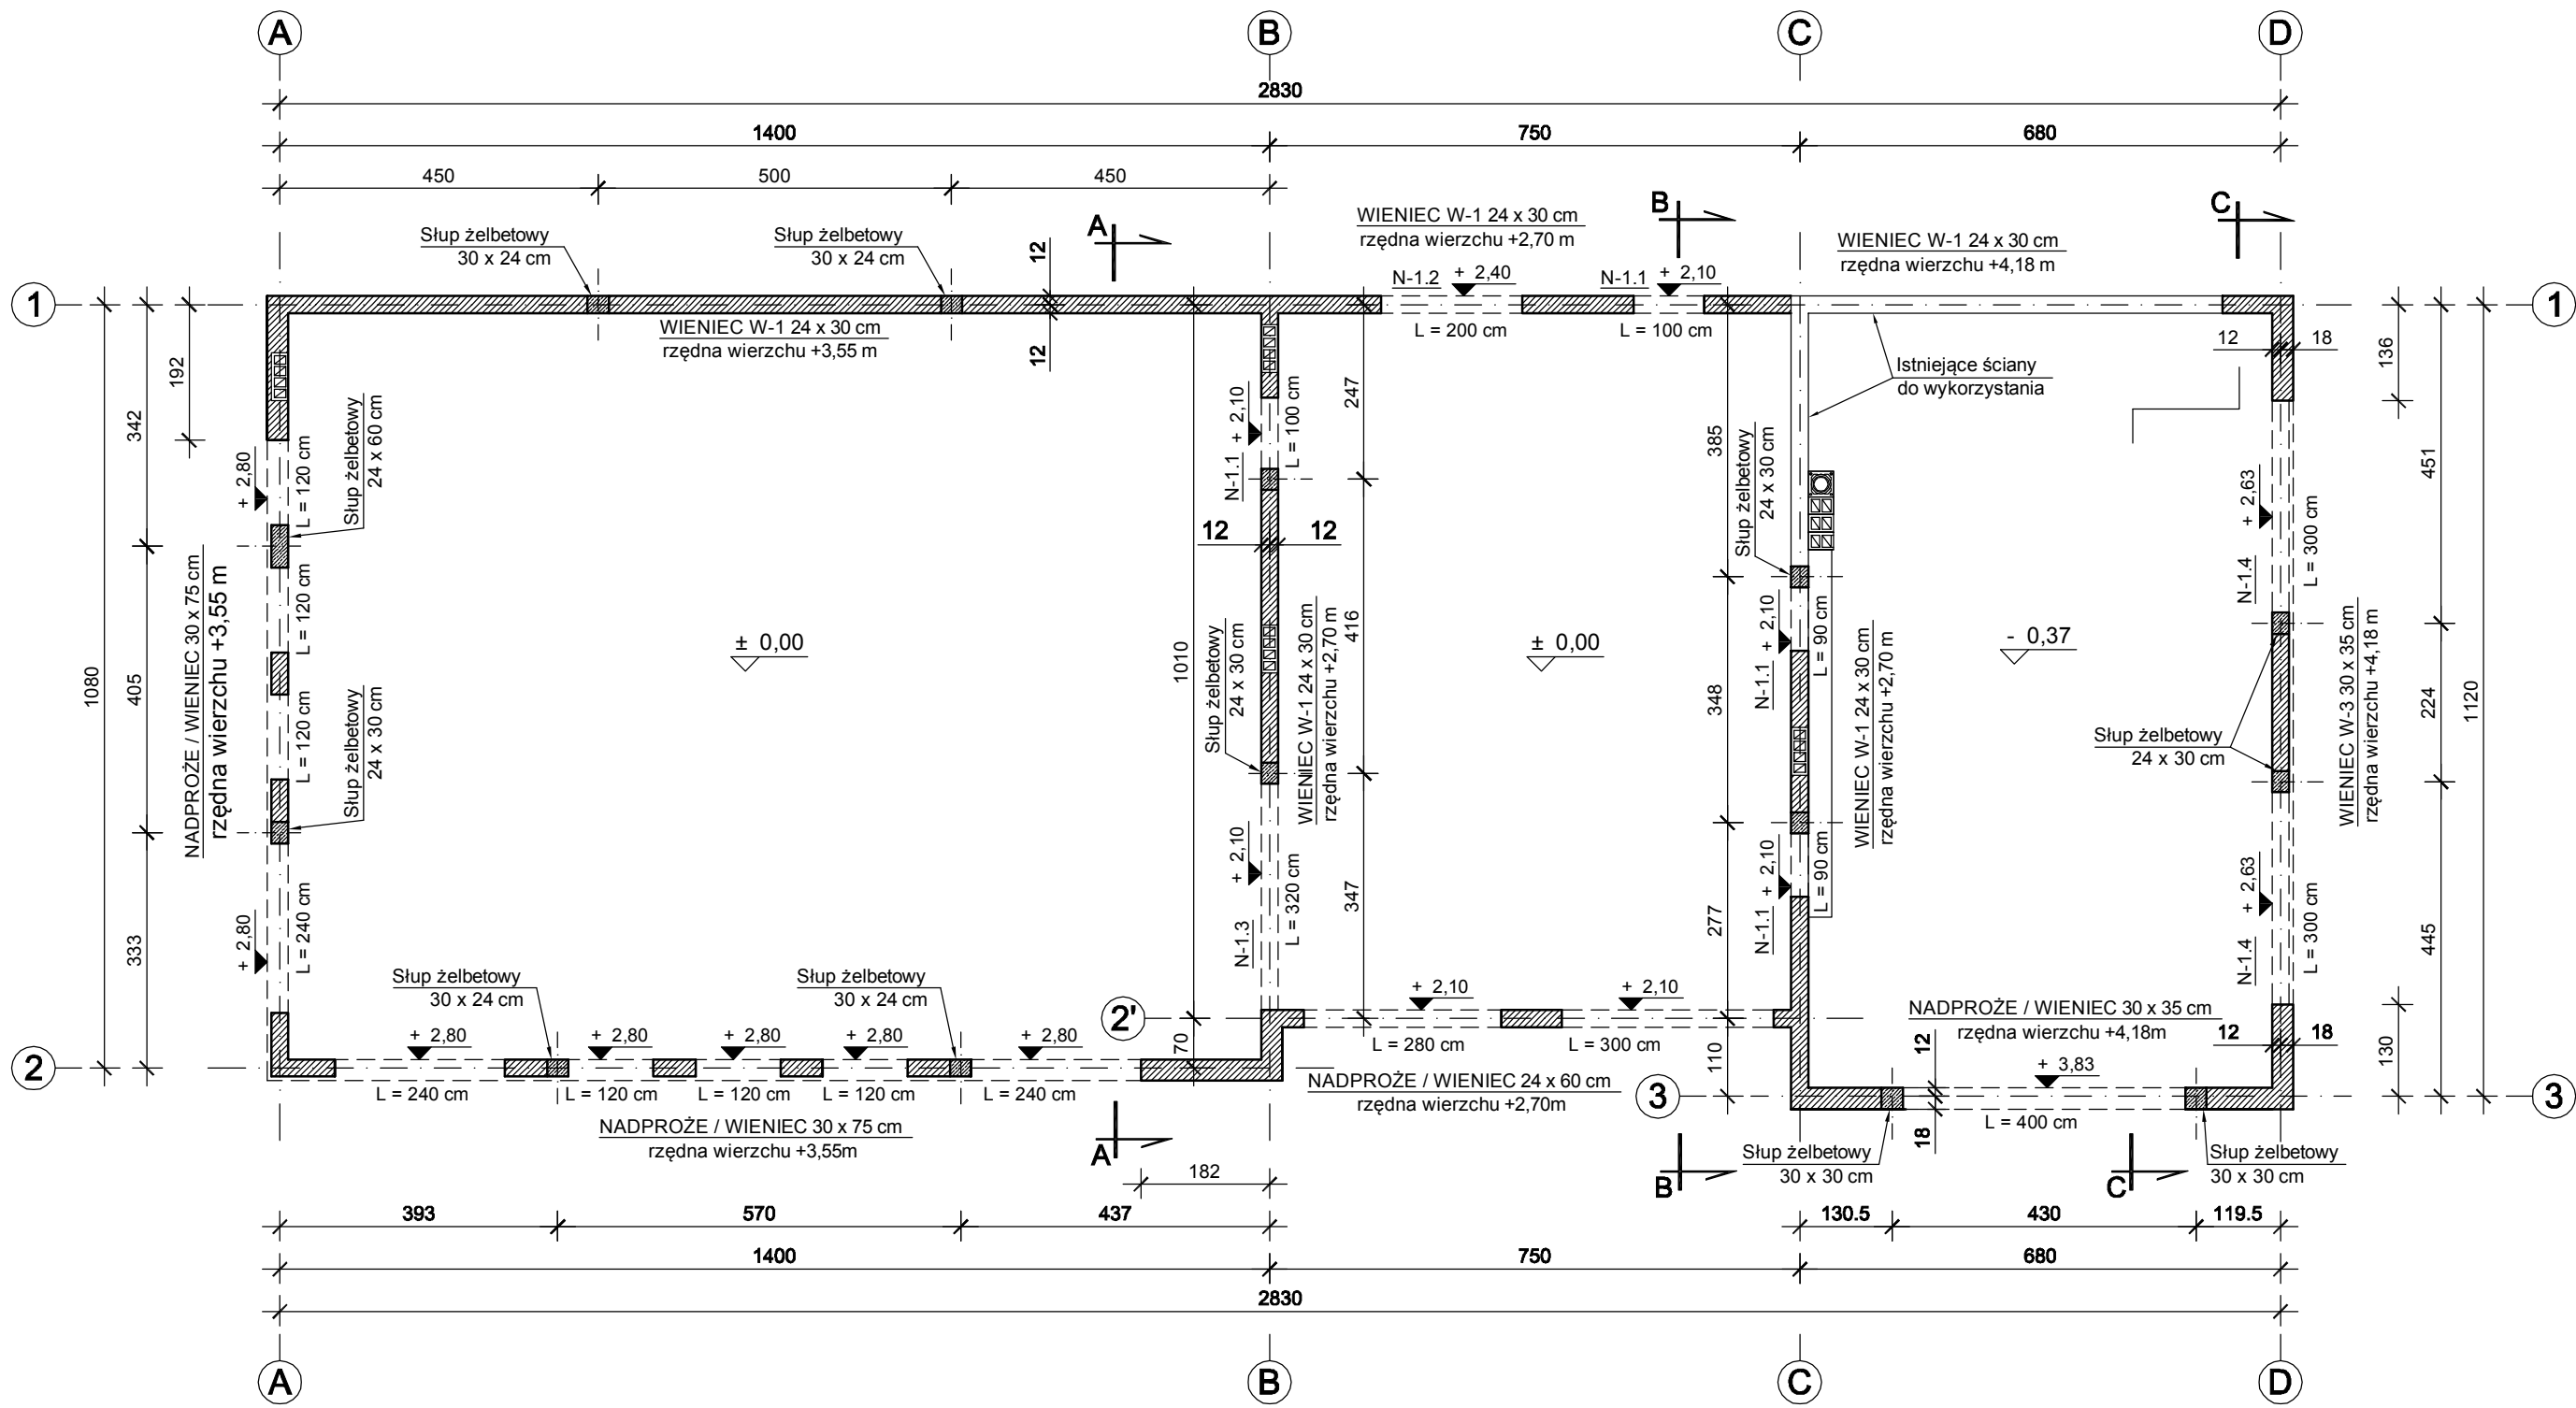 A B C D
2830
1400 750 680
450 500 450
Słup żelbetowy
30 x 24 cm
Słup żelbetowy
30 x 24 cm
12
12
A
WIENIEC W-1 24 x 30 cm
rzędna wierzchu +2,70 m
B
WIENIEC W-1 24 x 30 cm
rzędna wierzchu +4,18 m
C
N-1.2 + 2,40
N-1.1 + 2,10
1
1
WIENIEC W-1 24 x 30 cm
rzędna wierzchu +3,55 m
L = 200 cm
L = 100 cm
12 18
Istniejące ściany
do wykorzystania
1080
342
405
333
192
+ 2,80
L = 120 cm
Słup żelbetowy
24 x 60 cm
L = 120 cm
NADPROŻE / WIENIEC 30 x 75 cm
rzędna wierzchu +3,55 m
L = 120 cm
Słup żelbetowy
24 x 30 cm
+ 2,80
L = 240 cm
± 0,00
1010
70
N-1.1 + 2,10
L = 100 cm
12 12
Słup żelbetowy
24 x 30 cm
WIENIEC W-1 24 x 30 cm
rzędna wierzchu +2,70 m
N-1.3
+ 2,10
L = 320 cm
247
416
347
± 0,00
385
348
277
110
Słup żelbetowy
24 x 30 cm
N-1.1 + 2,10
L = 90 cm
WIENIEC W-1 24 x 30 cm
rzędna wierzchu +2,70 m
N-1.1 + 2,10
L = 90 cm
- 0,37
Słup żelbetowy
24 x 30 cm
N-1.4
+ 2,63
L = 300 cm
WIENIEC W-3 30 x 35 cm
rzędna wierzchu +4,18 m
N-1.4
+ 2,63
L = 300 cm
136
130
451
224
445
1120
Słup żelbetowy
30 x 24 cm
Słup żelbetowy
30 x 24 cm
2'
+ 2,10
+ 2,10
NADPROŻE / WIENIEC 30 x 35 cm
rzędna wierzchu +4,18m
12 18
2
+ 2,80
+ 2,80
+ 2,80
+ 2,80
+ 2,80
L = 280 cm
L = 300 cm
12
18
+ 3,83
L = 240 cm
L = 120 cm
L = 120 cm
L = 120 cm
L = 240 cm
NADPROŻE / WIENIEC 24 x 60 cm
rzędna wierzchu +2,70m
3
3
L = 400 cm
NADPROŻE / WIENIEC 30 x 75 cm
rzędna wierzchu +3,55m
A
182
B
Słup żelbetowy
30 x 30 cm
C
Słup żelbetowy
30 x 30 cm
393 570 437
130.5 430 119.5
1400 750 680
2830
A B C D